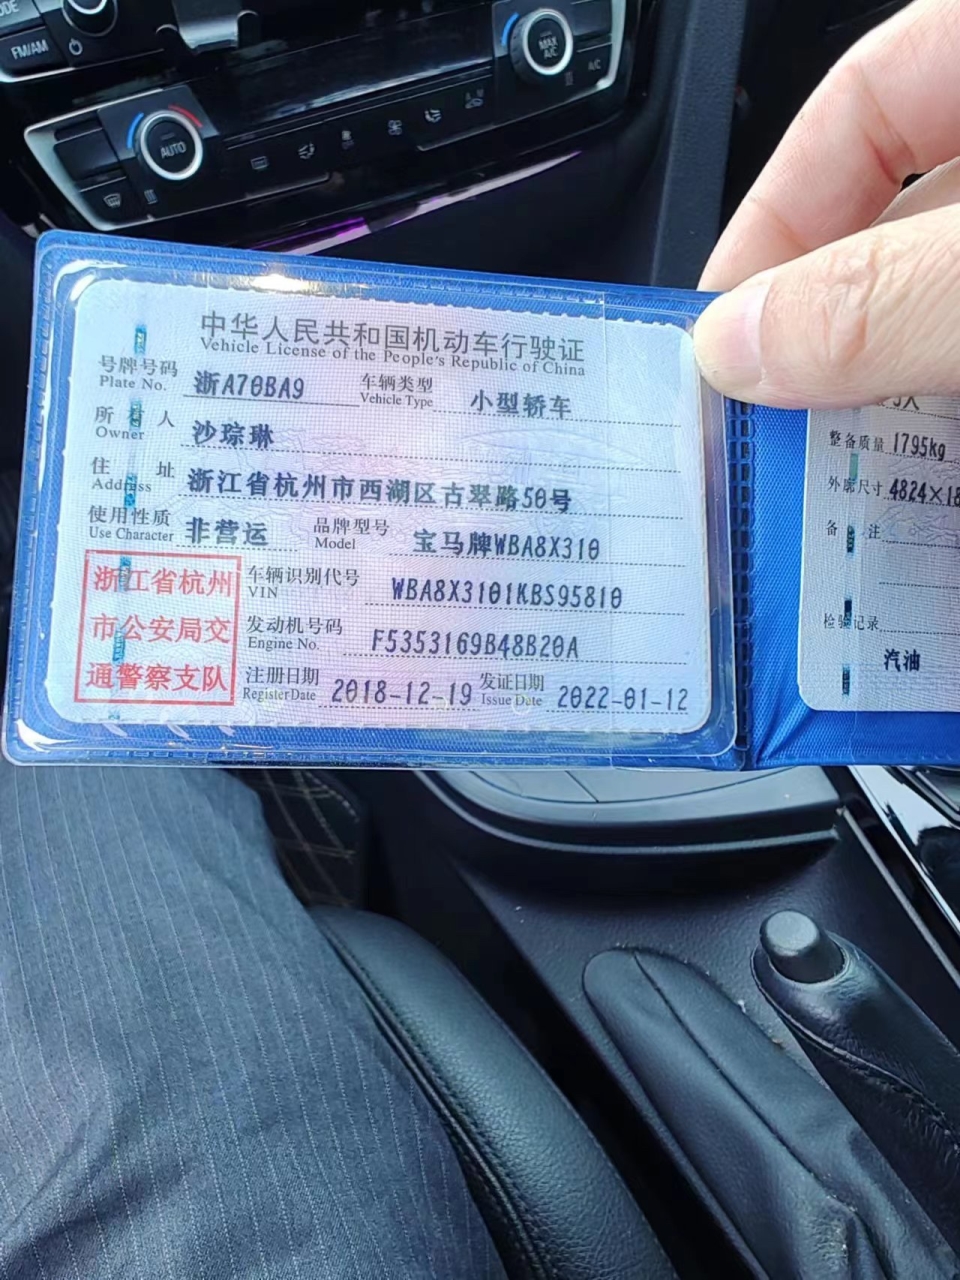 FM/AM
MAX
A/C
A/C
AUTO
中华人民共和国机动车行驶证
Vehicle License of the People's Republic of China
号牌号码 浙A70BA9 车辆类型 小型轿车
Plate No. Vehicle Type
所有人 沙琮琳
Owner
住址 浙江省杭州市西湖区古翠路50号
Address
使用性质 非营运 品牌型号 宝马牌WBA8X310
Use Character Model
浙江省杭州
市公安局交
通警察支队
车辆识别代号 WBA8X3101KBS95810
VIN
发动机号码 F5353169B48B20A
Engine No.
注册日期 2018-12-19 发证日期 2022-01-12
Register Date Issue Date
人
整备质量 1795kg
外廓尺寸 4824×18
备注
检验记录
汽油